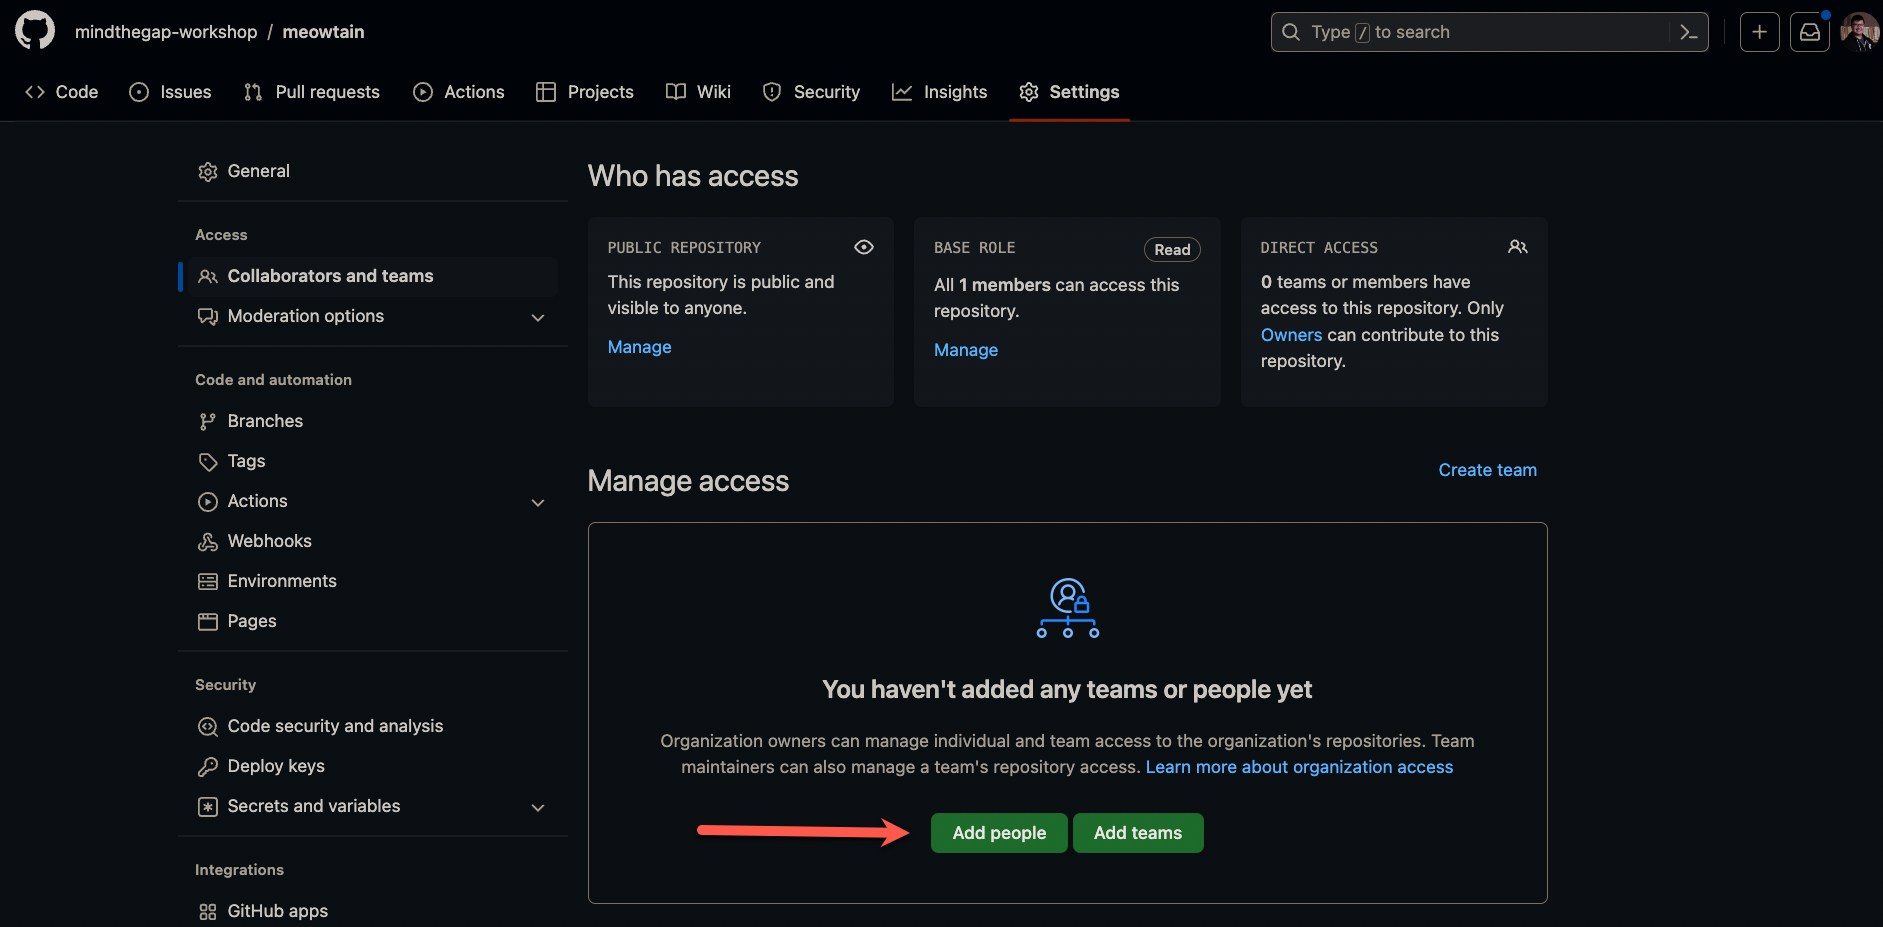 mindthegap-workshop / meowtain
Type / to search
Code
Issues
Pull requests
Actions
Projects
Wiki
Security
Insights
Settings
General
Access
Collaborators and teams
Moderation options
Code and automation
Branches
Tags
Actions
Webhooks
Environments
Pages
Security
Code security and analysis
Deploy keys
Secrets and variables
Integrations
GitHub apps
Who has access
PUBLIC REPOSITORY
This repository is public and
visible to anyone.
Manage
BASE ROLE
Read
All 1 members can access this
repository.
Manage
DIRECT ACCESS
0 teams or members have
access to this repository. Only
Owners can contribute to this
repository.
Manage access
Create team
You haven't added any teams or people yet
Organization owners can manage individual and team access to the organization's repositories. Team
maintainers can also manage a team's repository access. Learn more about organization access
Add people
Add teams